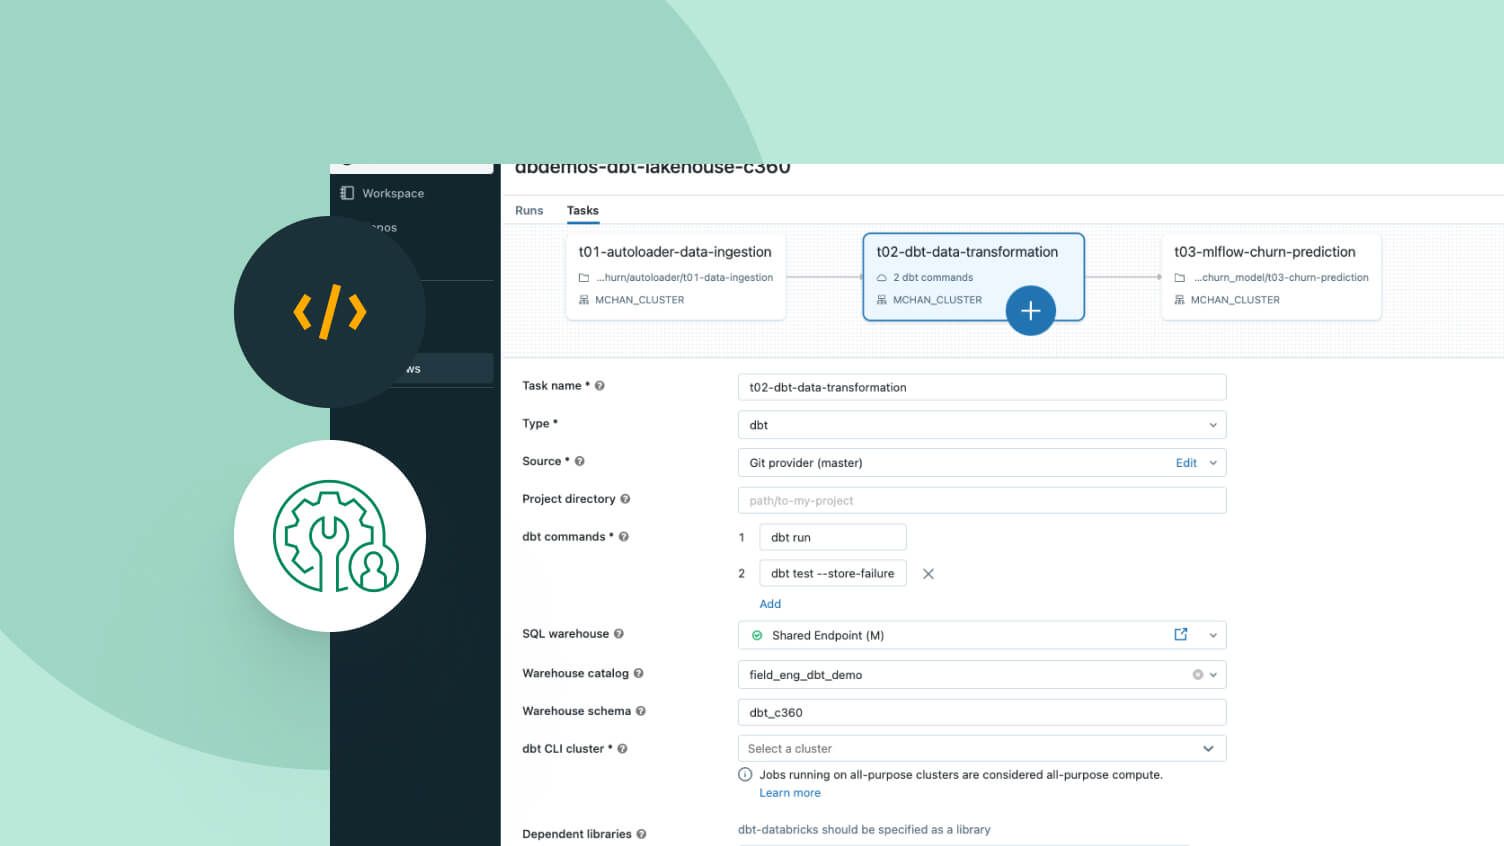 dbdemos-dbt-lakehouse-c360
Workspace
Runs
Tasks
t01-autoloader-data-ingestion
...hurn/autoloader/t01-data-ingestion
MCHAN_CLUSTER
t02-dbt-data-transformation
2 dbt commands
MCHAN_CLUSTER
t03-mlflow-churn-prediction
...churn_model/t03-churn-prediction
MCHAN_CLUSTER
Task name *
t02-dbt-data-transformation
Type *
dbt
Source *
Git provider (master)
Edit
Project directory
path/to-my-project
dbt commands *
1 dbt run
2 dbt test --store-failure
Add
SQL warehouse
Shared Endpoint (M)
Warehouse catalog
field_eng_dbt_demo
Warehouse schema
dbt_c360
dbt CLI cluster *
Select a cluster
Jobs running on all-purpose clusters are considered all-purpose compute.
Learn more
Dependent libraries
dbt-databricks should be specified as a library